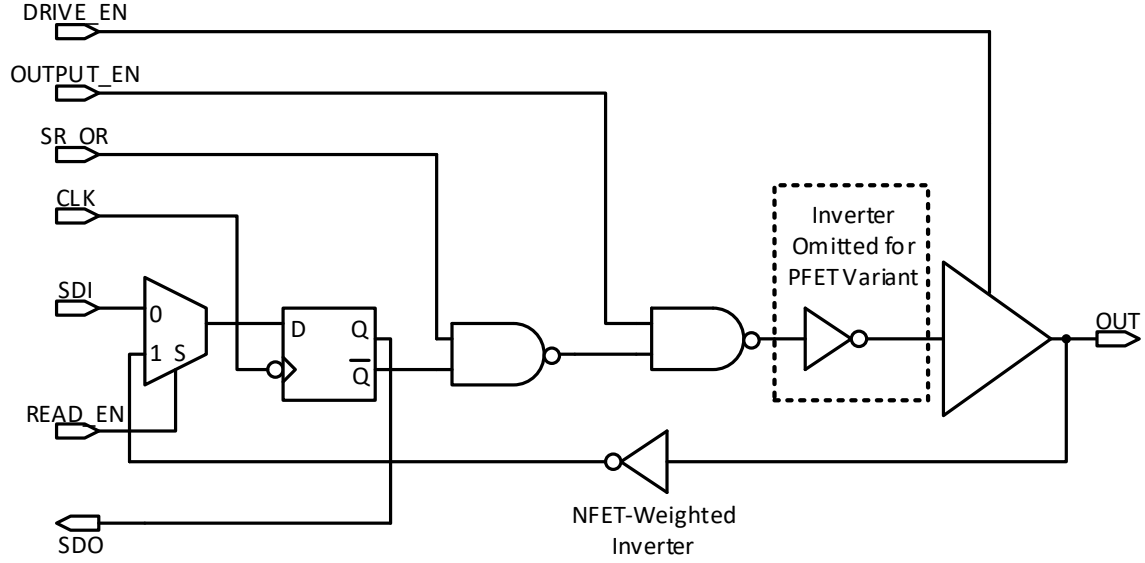 DRIVE_EN
OUTPUT_EN
SR_OR
CLK
SDI
0
1 S
READ_EN
SDO
D Q
Q̅
Inverter
Omitted for
PFET Variant
OUT
NFET-Weighted
Inverter